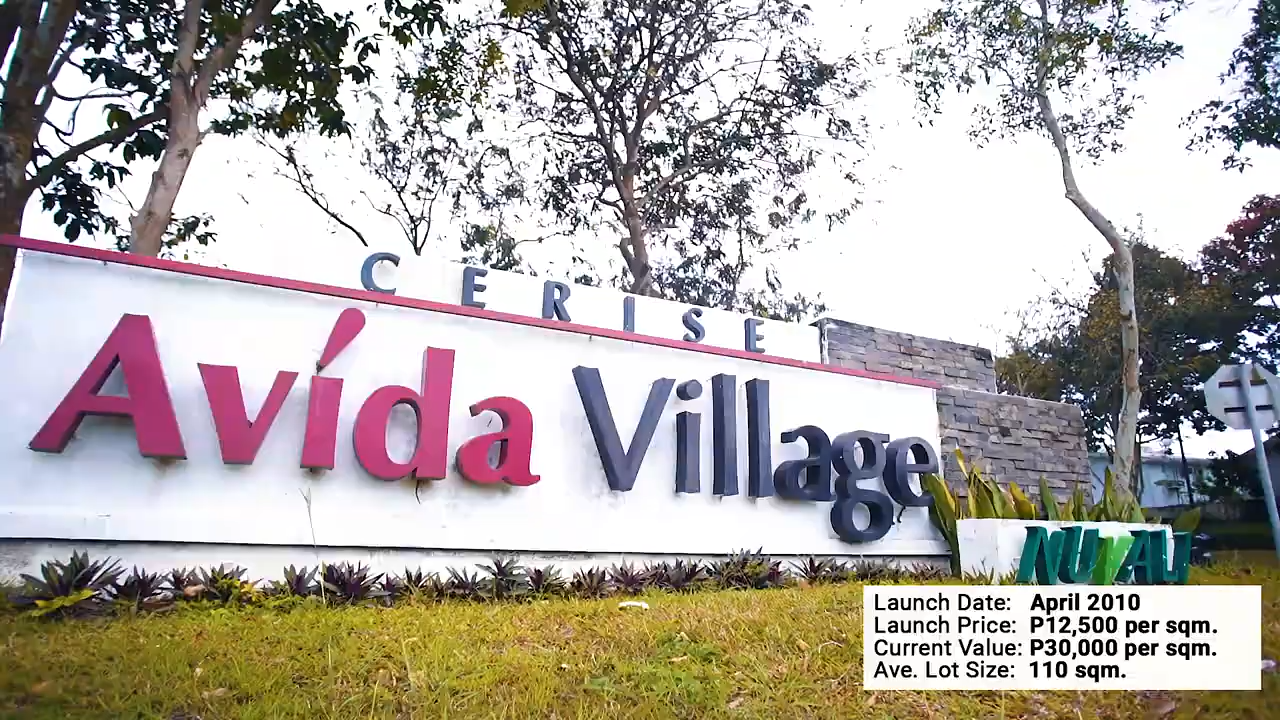 CERISE
Avída Village
NUVALI
Launch Date: April 2010
Launch Price: P12,500 per sqm.
Current Value: P30,000 per sqm.
Ave. Lot Size: 110 sqm.